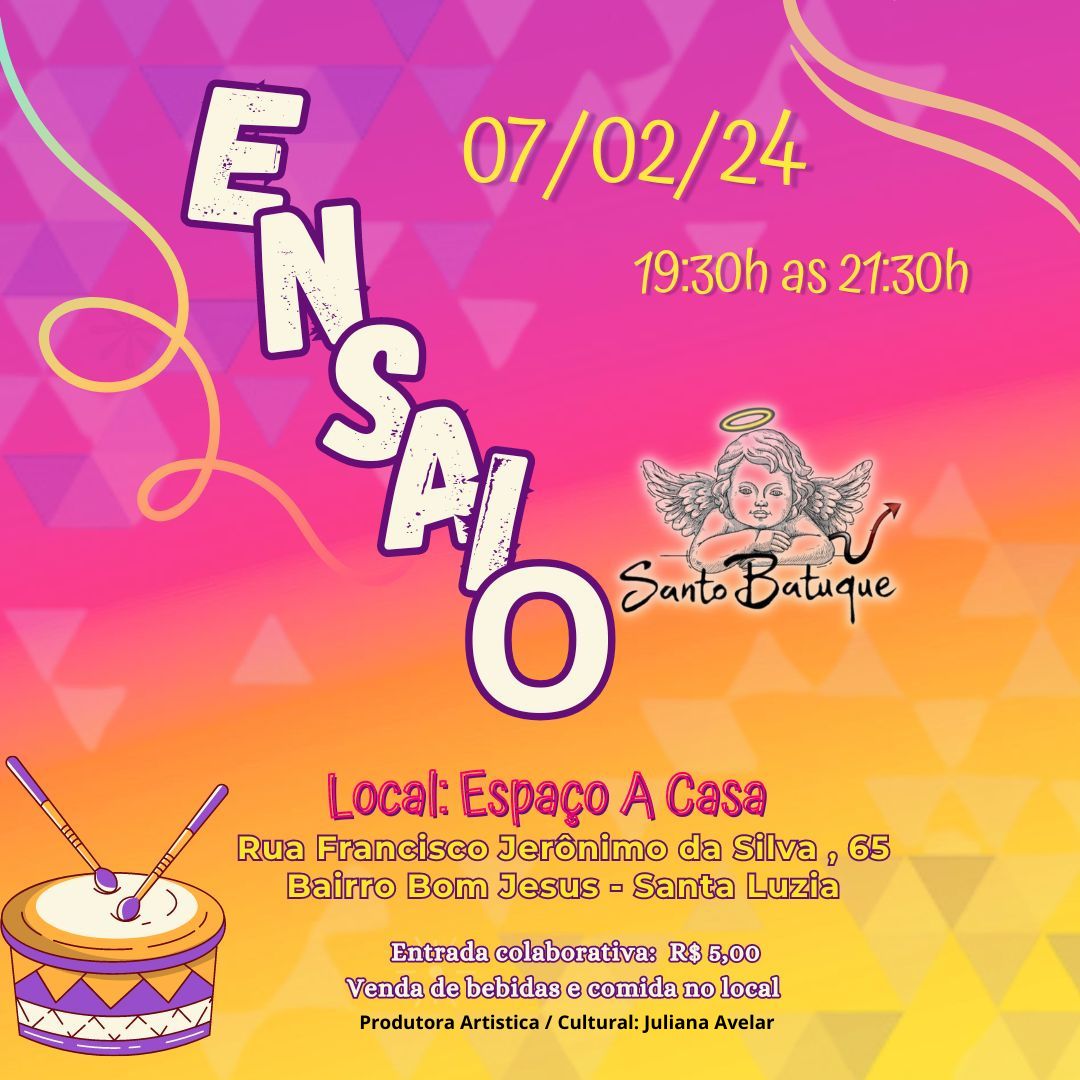 ENSAIO
07/02/24
19:30h as 21:30h
Santo Batuque
Local: Espaço A Casa
Rua Francisco Jerônimo da Silva , 65
Bairro Bom Jesus - Santa Luzia
Entrada colaborativa: R$ 5,00
Venda de bebidas e comida no local
Produtora Artistica / Cultural: Juliana Avelar